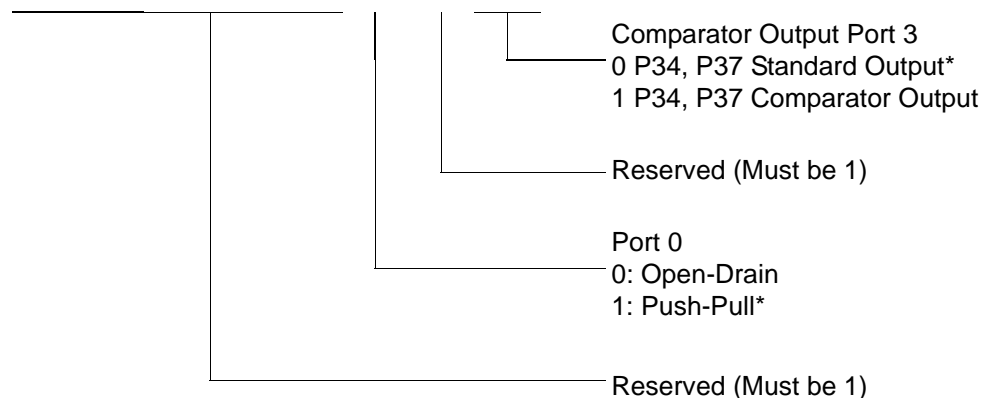 Comparator Output Port 3
0 P34, P37 Standard Output*
1 P34, P37 Comparator Output
Reserved (Must be 1)
Port 0
0: Open-Drain
1: Push-Pull*
Reserved (Must be 1)